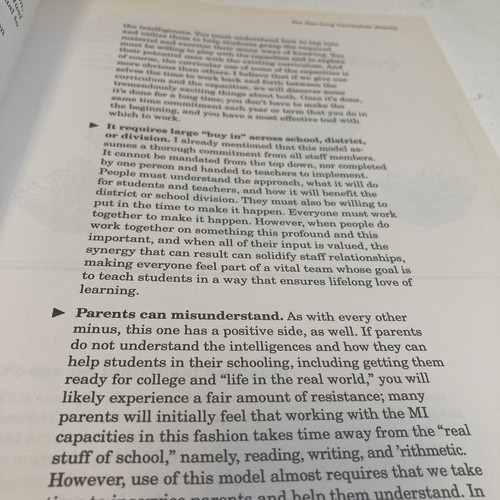 The Year-Long Curriculum Journey
the intelligences. You must understand how to tap into
and utilize them to help students grasp the required
material and exercise their many ways of knowing. You
must be willing to play with the capacities and to explore
their potential uses with the existing curriculum. And
of course, the curricular use of some of the capacities is
more obvious than others. I believe that if we give our-
selves the time to work back and forth between the
curriculum and the capacities, we will discover some
tremendously exciting things about both. Once it's done,
it's done for a long time; you don't have to make the
same time commitment each year or term that you do in
the beginning, and you have a most effective tool with
which to work.
► It requires large "buy in" across school, district,
or division. I already mentioned that this model as-
sumes a thorough commitment from all staff members.
It cannot be mandated from the top down, nor completed
by one person and handed to teachers to implement.
People must understand the approach, what it will do
for students and teachers, and how it will benefit the
district or school division. They must also be willing to
put in the time to make it happen. Everyone must work
together to make it happen. However, when people do
work together on something this profound and this
important, and when all of their input is valued, the
synergy that can result can solidify staff relationships,
making everyone feel part of a vital team whose goal is
to teach students in a way that ensures lifelong love of
learning.
► Parents can misunderstand. As with every other
minus, this one has a positive side, as well. If parents
do not understand the intelligences and how they can
help students in their schooling, including getting them
ready for college and "life in the real world," you will
likely experience a fair amount of resistance; many
parents will initially feel that working with the MI
capacities in this fashion takes time away from the "real
stuff of school," namely, reading, writing, and 'rithmetic.
However, use of this model almost requires that we take
parents and help them understand. In